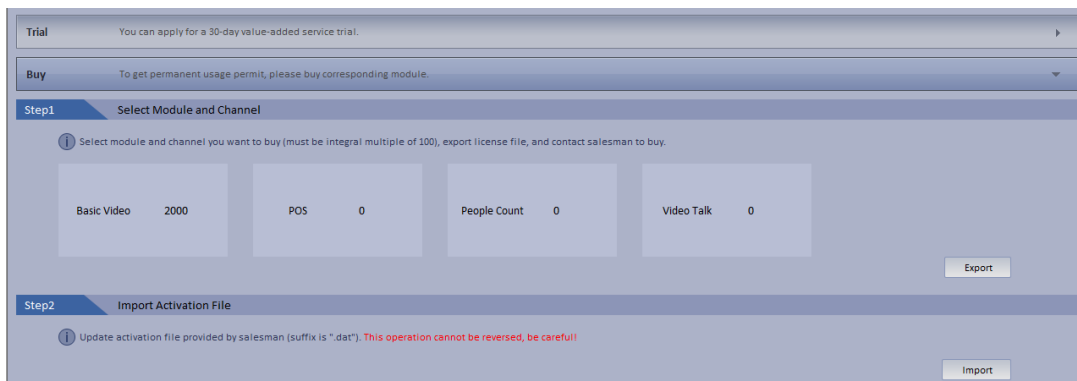 Trial You can apply for a 30-day value-added service trial.
Buy To get permanent usage permit, please buy corresponding module.
Step1 Select Module and Channel
Select module and channel you want to buy (must be integral multiple of 100), export license file, and contact salesman to buy.
Basic Video 2000 POS 0 People Count 0 Video Talk 0
Export
Step2 Import Activation File
Update activation file provided by salesman (suffix is ".dat"). This operation cannot be reversed, be careful!
Import